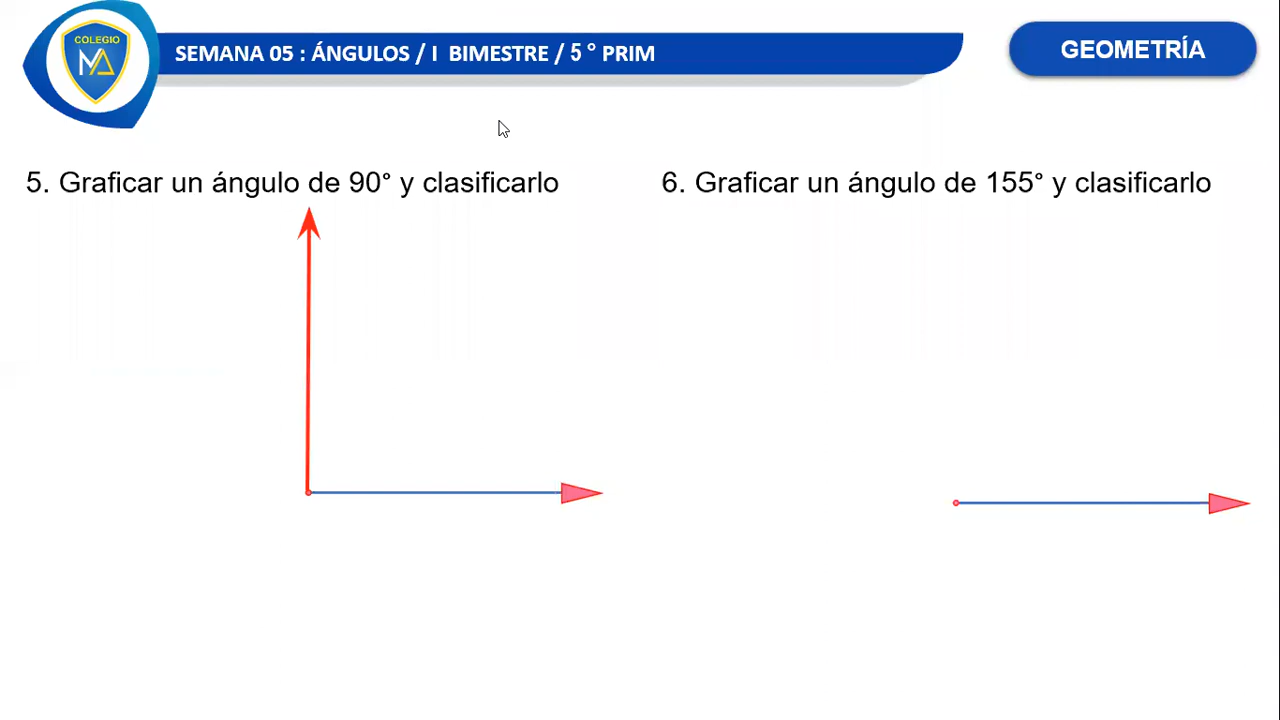 COLEGIO
MA
SEMANA 05 : ÁNGULOS / I BIMESTRE / 5 ° PRIM
GEOMETRÍA
5. Graficar un ángulo de 90° y clasificarlo
6. Graficar un ángulo de 155° y clasificarlo